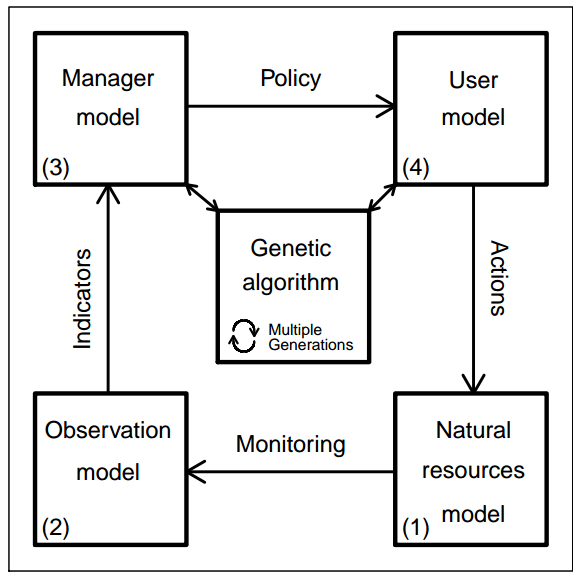 Manager
model
(3)
Policy
User
model
(4)
Genetic
algorithm
Multiple
Generations
Indicators
Actions
Observation
model
(2)
Monitoring
Natural
resources
model
(1)